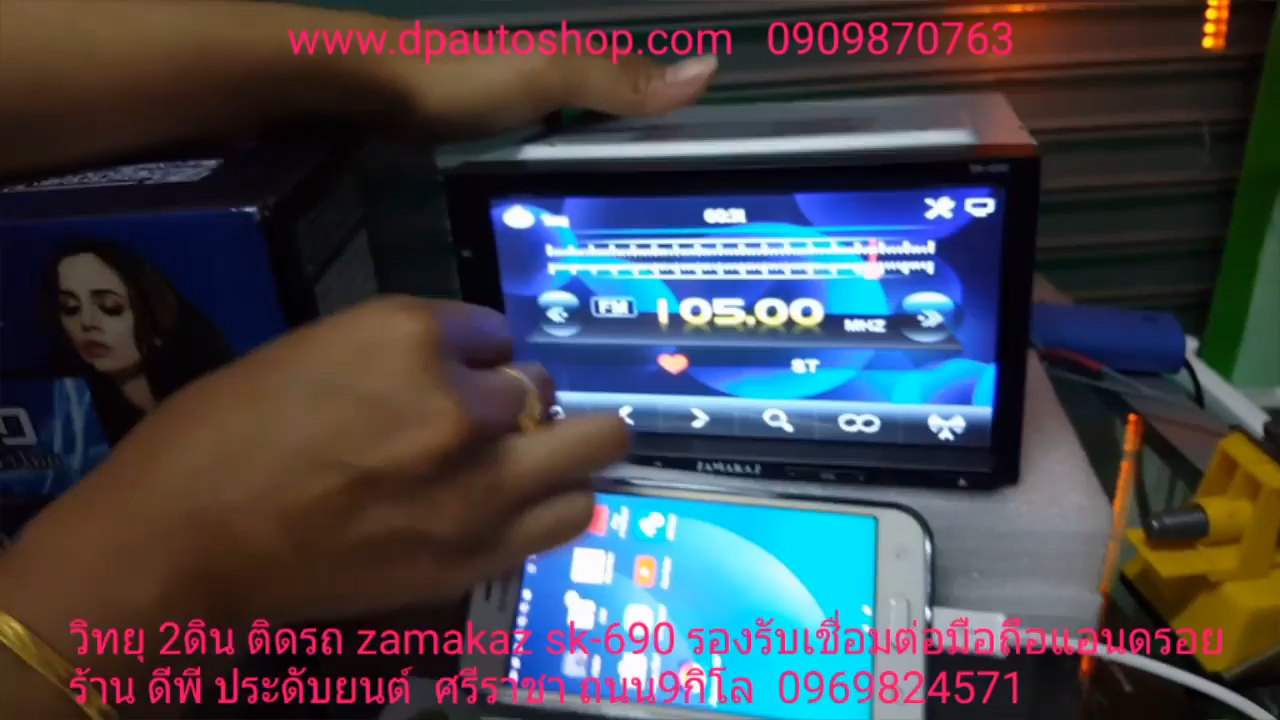 www.dpautoshop.com 0909870763
00:31
FM 105.00 MHZ
ST
ZAMAKAZ
วิทยุ 2ดิน ติดรถ zamakaz sk-690 รองรับเชื่อมต่อมือถือแอนดรอย
ร้าน ดีพี ประดับยนต์ ศรีราชา ถนน9กิโล 0969824571